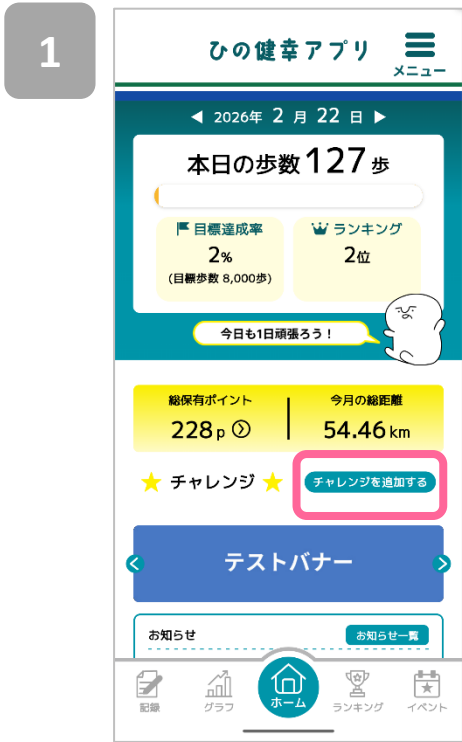 1
ひの健幸アプリ
メニュー
◀ 2026年 2 月 22 日 ▶
本日の歩数127歩
目標達成率
2%
(目標歩数 8,000歩)
ランキング
2位
今日も1日頑張ろう！
総保有ポイント
228p
今月の総距離
54.46km
チャレンジ
チャレンジを追加する
テストバナー
お知らせ
お知らせ一覧
記録
グラフ
ホーム
ランキング
イベント